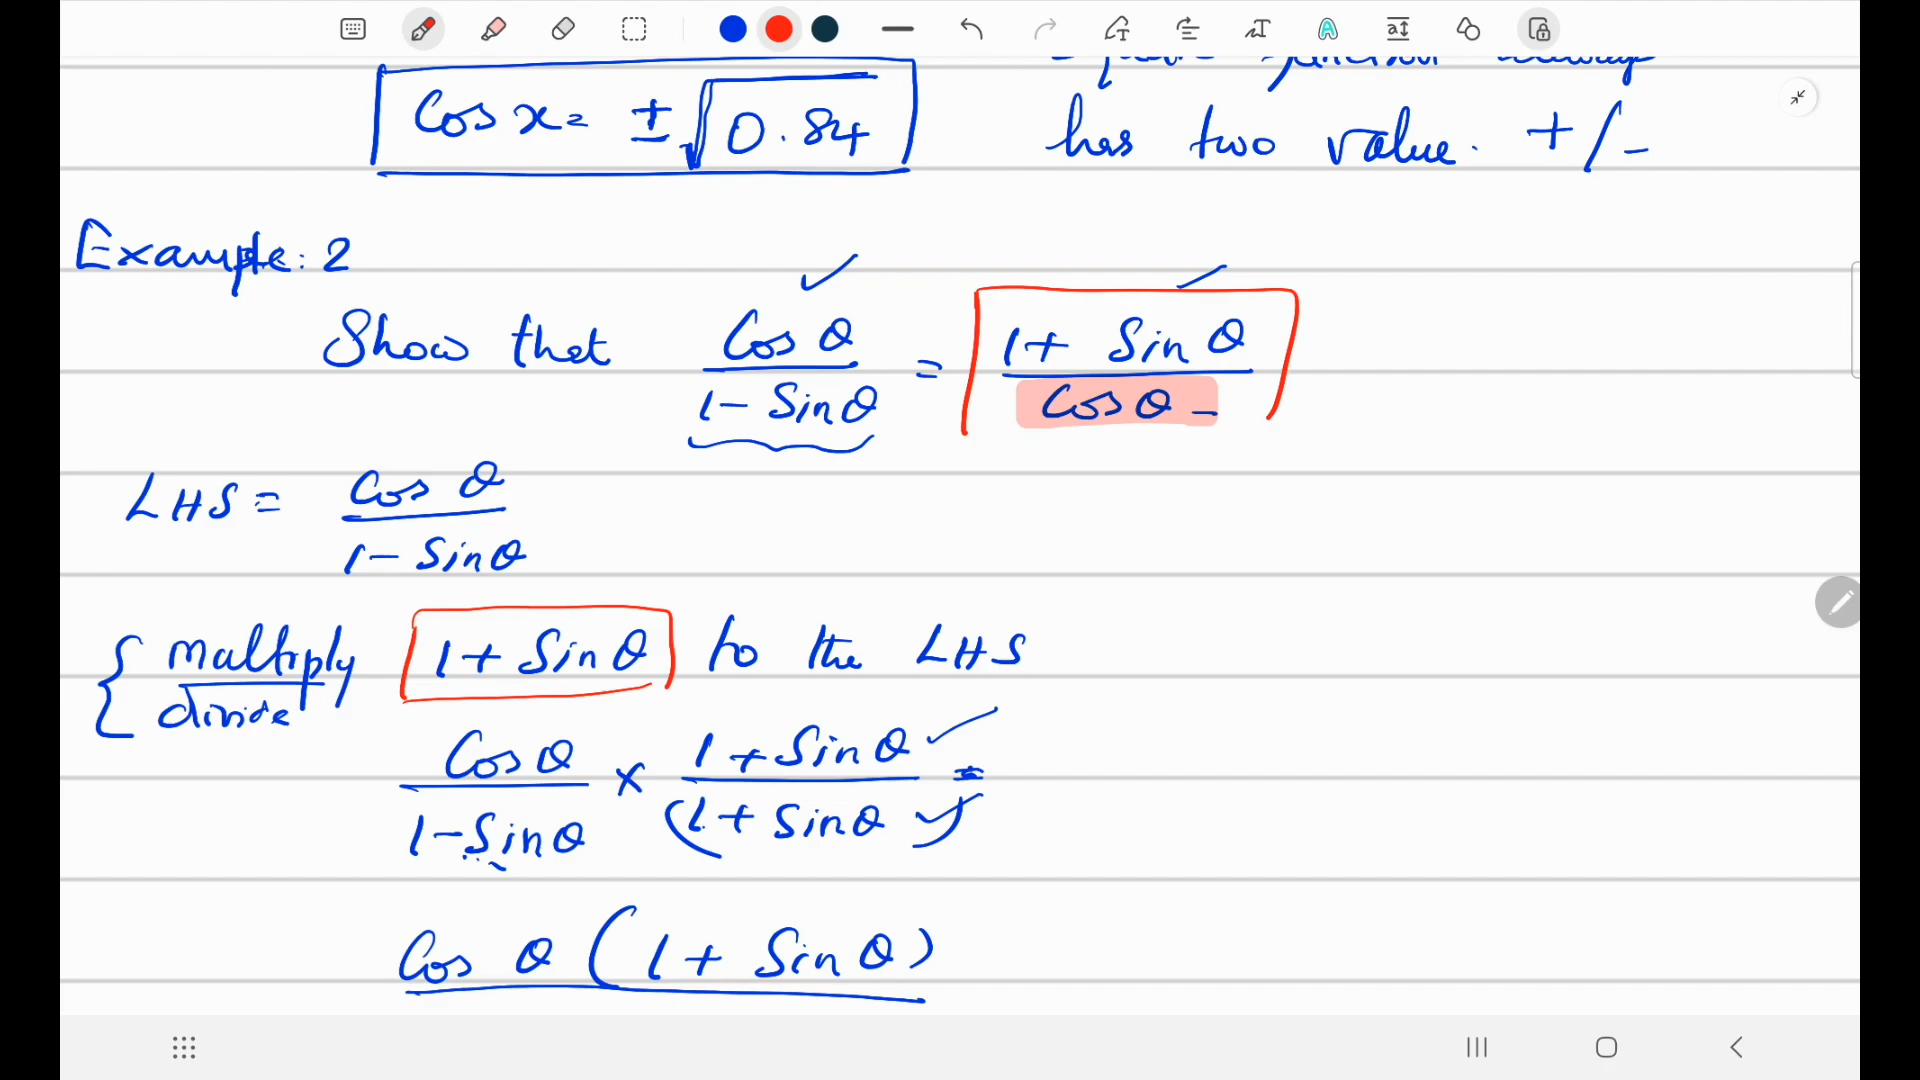 Cos x = ± √0.84
has two value. +/-
Example: 2
Show that Cos θ / 1 - Sin θ = 1 + Sin θ / Cos θ
LHS = Cos θ / 1 - Sin θ
{ multiply / divide 1 + Sin θ to the LHS
Cos θ / 1 - Sin θ × 1 + Sin θ / (1 + Sin θ) =
Cos θ (1 + Sin θ)